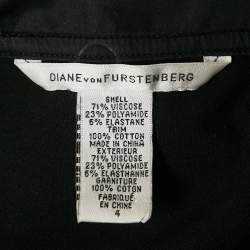 DIANE VON FURSTENBERG
SHELL
71% VISCOSE
23% POLYAMIDE
6% ELASTANE
TRIM
100% COTTON
MADE IN CHINA
EXTERIEUR
71% VISCOSE
23% POLYAMIDE
6% ELASTHANNE
GARNITURE
100% COTON
FABRIQUÉ
EN CHINE
4